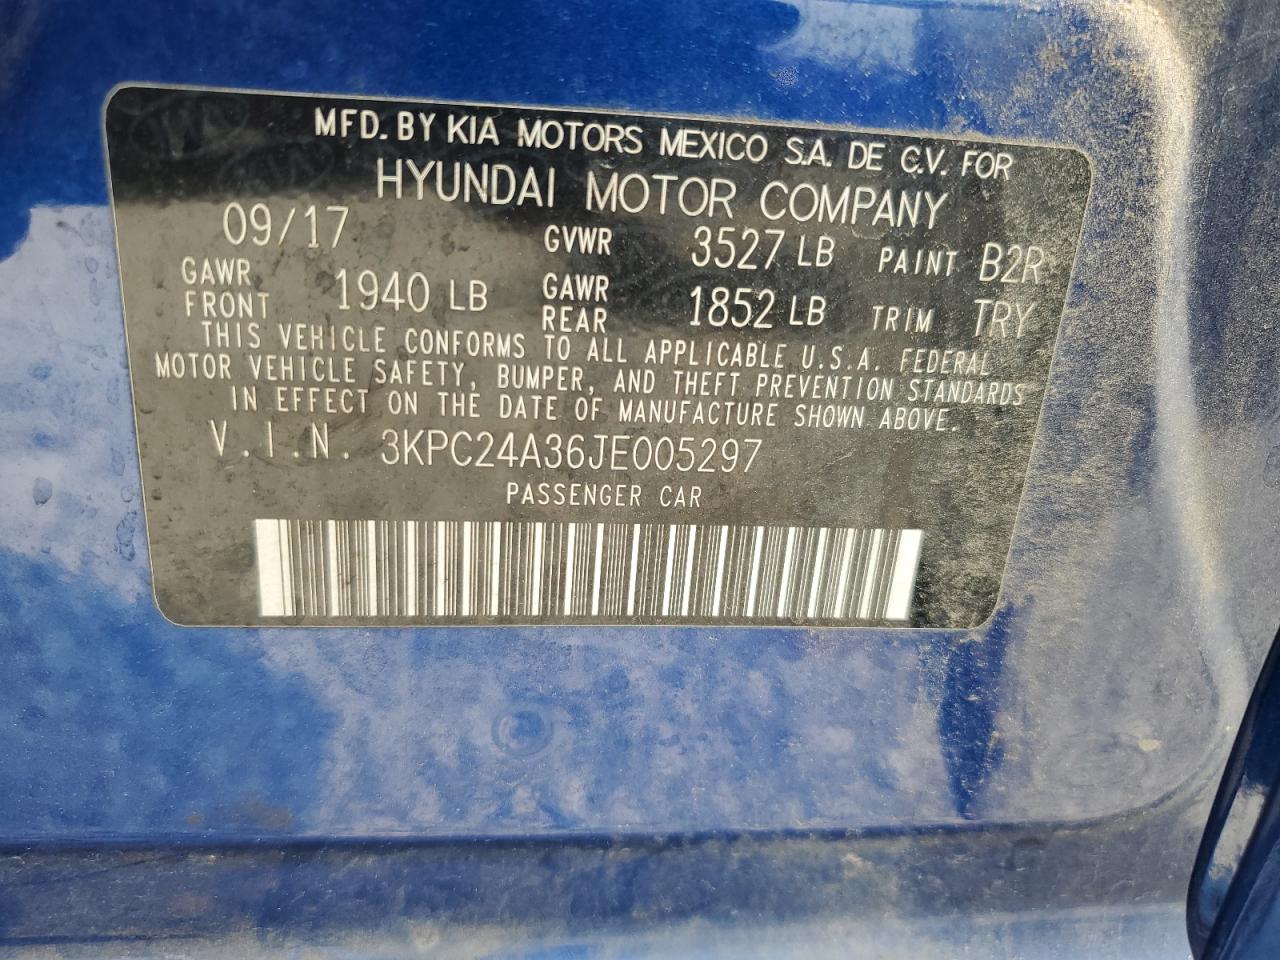 MFD. BY KIA MOTORS MEXICO S.A. DE C.V. FOR
HYUNDAI MOTOR COMPANY
09/17 GVWR 3527 LB PAINT B2R
GAWR FRONT 1940 LB GAWR REAR 1852 LB TRIM TRY
THIS VEHICLE CONFORMS TO ALL APPLICABLE U.S.A. FEDERAL
MOTOR VEHICLE SAFETY, BUMPER, AND THEFT PREVENTION STANDARDS
IN EFFECT ON THE DATE OF MANUFACTURE SHOWN ABOVE.
V.I.N. 3KPC24A36JE005297
PASSENGER CAR